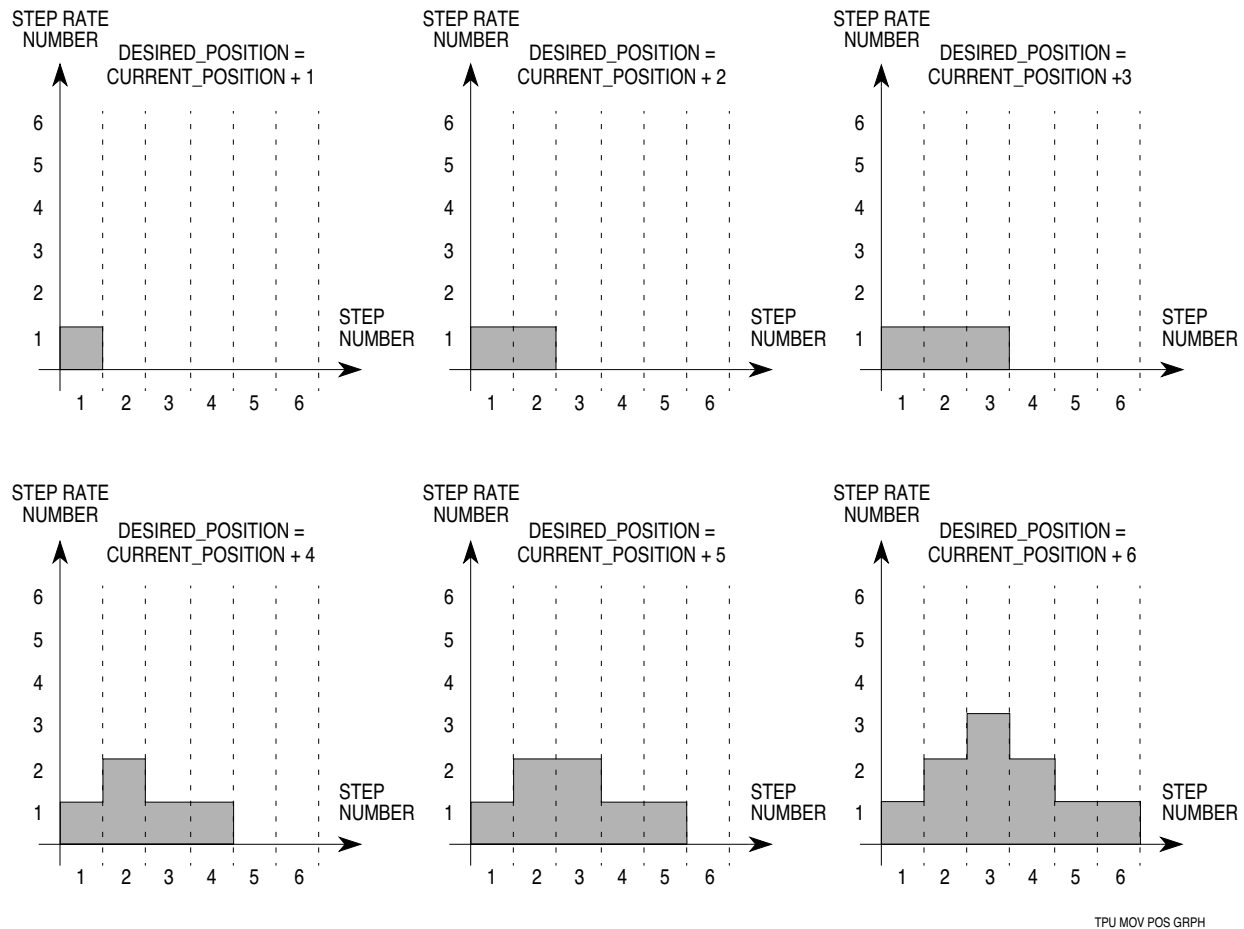 STEP RATE
NUMBER
DESIRED_POSITION =
CURRENT_POSITION + 1
6
5
4
3
2
1
STEP
NUMBER
1 2 3 4 5 6
STEP RATE
NUMBER
DESIRED_POSITION =
CURRENT_POSITION + 2
6
5
4
3
2
1
STEP
NUMBER
1 2 3 4 5 6
STEP RATE
NUMBER
DESIRED_POSITION =
CURRENT_POSITION +3
6
5
4
3
2
1
STEP
NUMBER
1 2 3 4 5 6
STEP RATE
NUMBER
DESIRED_POSITION =
CURRENT_POSITION + 4
6
5
4
3
2
1
STEP
NUMBER
1 2 3 4 5 6
STEP RATE
NUMBER
DESIRED_POSITION =
CURRENT_POSITION + 5
6
5
4
3
2
1
STEP
NUMBER
1 2 3 4 5 6
STEP RATE
NUMBER
DESIRED_POSITION =
CURRENT_POSITION + 6
6
5
4
3
2
1
STEP
NUMBER
1 2 3 4 5 6
TPU MOV POS GRPH